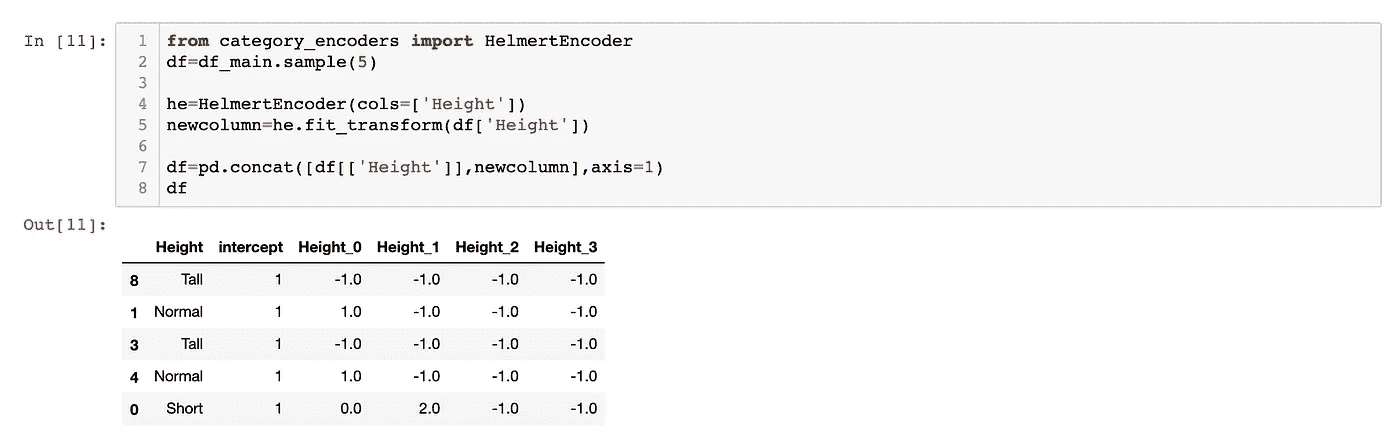 In [11]:
1 from category_encoders import HelmertEncoder
2 df=df_main.sample(5)
3
4 he=HelmertEncoder(cols=['Height'])
5 newcolumn=he.fit_transform(df['Height'])
6
7 df=pd.concat([df[['Height']],newcolumn],axis=1)
8 df
Out[11]:
Height intercept Height_0 Height_1 Height_2 Height_3
8 Tall 1 -1.0 -1.0 -1.0 -1.0
1 Normal 1 1.0 -1.0 -1.0 -1.0
3 Tall 1 -1.0 -1.0 -1.0 -1.0
4 Normal 1 1.0 -1.0 -1.0 -1.0
0 Short 1 0.0 2.0 -1.0 -1.0